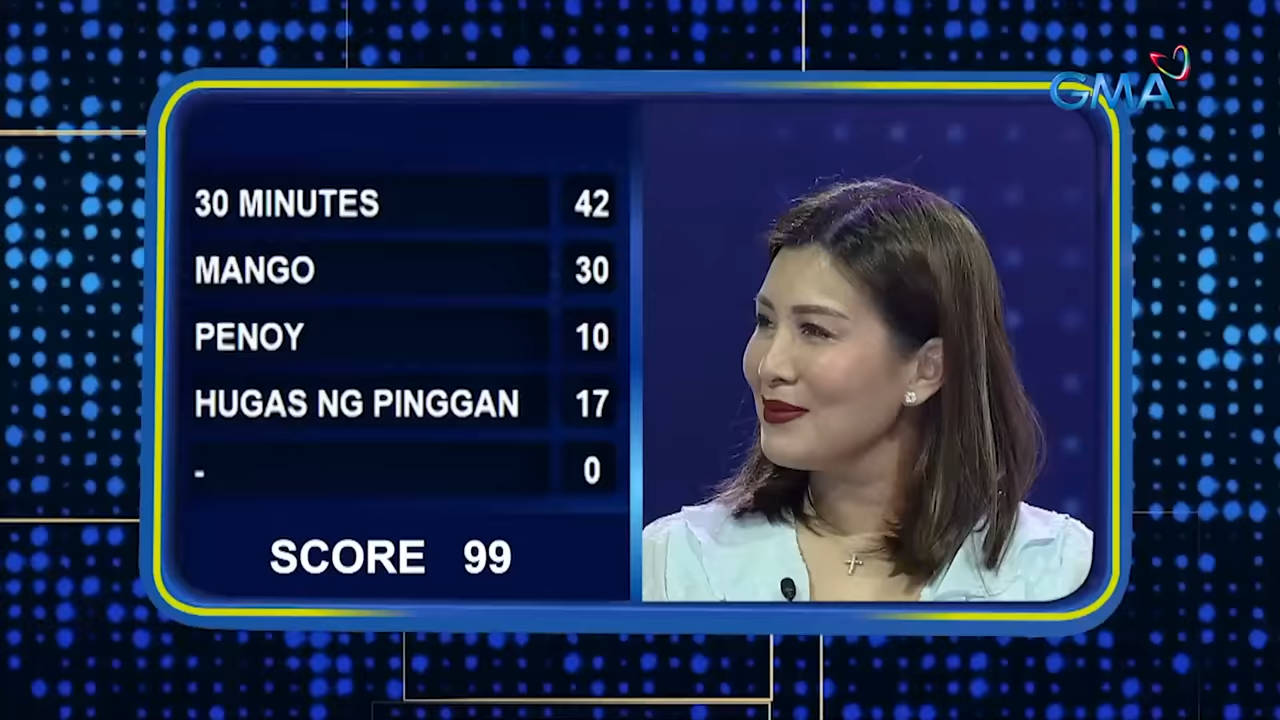 GMA
30 MINUTES 42
MANGO 30
PENOY 10
HUGAS NG PINGGAN 17
- 0
SCORE 99